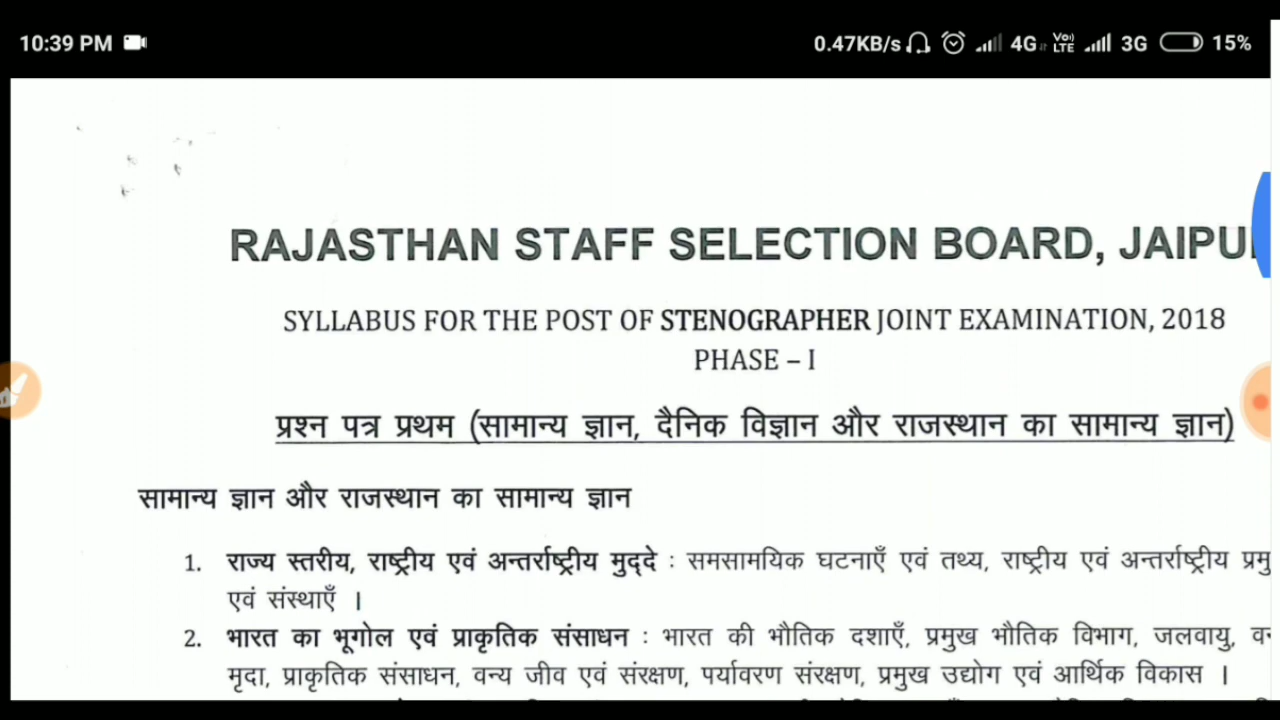 10:39 PM
0.47KB/s 4G Vo) LTE 3G 15%
RAJASTHAN STAFF SELECTION BOARD,
SYLLABUS FOR THE POST OF STENOGRAPHER JOINT EXAMINATION, 2018
PHASE – I
प्रश्न पत्र प्रथम (सामान्य ज्ञान, दैनिक विज्ञान और राजस्थान का सामान्य ज्ञान)
सामान्य ज्ञान और राजस्थान का सामान्य ज्ञान
1. राज्य स्तरीय, राष्ट्रीय एवं अन्तर्राष्ट्रीय मुद्दे : समसामयिक घटनाएँ एवं तथ्य, राष्ट्रीय एवं अन्तर्राष्ट्रीय
एवं संस्थाएँ ।
2. भारत का भूगोल एवं प्राकृतिक संसाधन : भारत की भौतिक दशाएँ, प्रमुख भौतिक विभाग, जलवायु,
मृदा, प्राकृतिक संसाधन, वन्य जीव एवं संरक्षण, पर्यावरण संरक्षण, प्रमुख उद्योग एवं आर्थिक विकास ।